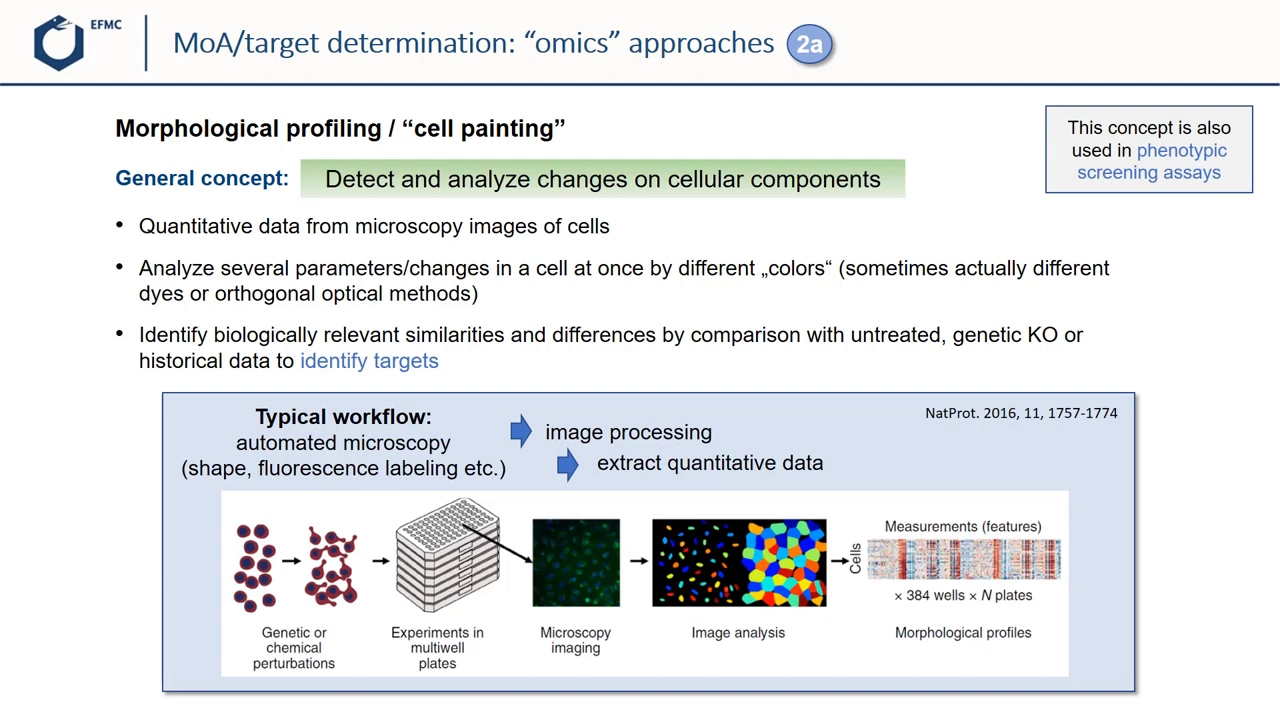 EFMC
MoA/target determination: “omics” approaches 2a
Morphological profiling / “cell painting”
This concept is also
used in phenotypic
screening assays
General concept:
Detect and analyze changes on cellular components
• Quantitative data from microscopy images of cells
• Analyze several parameters/changes in a cell at once by different „colors“ (sometimes actually different
dyes or orthogonal optical methods)
• Identify biologically relevant similarities and differences by comparison with untreated, genetic KO or
historical data to identify targets
Typical workflow:
automated microscopy
(shape, fluorescence labeling etc.)
image processing
extract quantitative data
NatProt. 2016, 11, 1757-1774
Genetic or
chemical
perturbations
Experiments in
multiwell
plates
Microscopy
imaging
Image analysis
Measurements (features)
Cells
× 384 wells × N plates
Morphological profiles